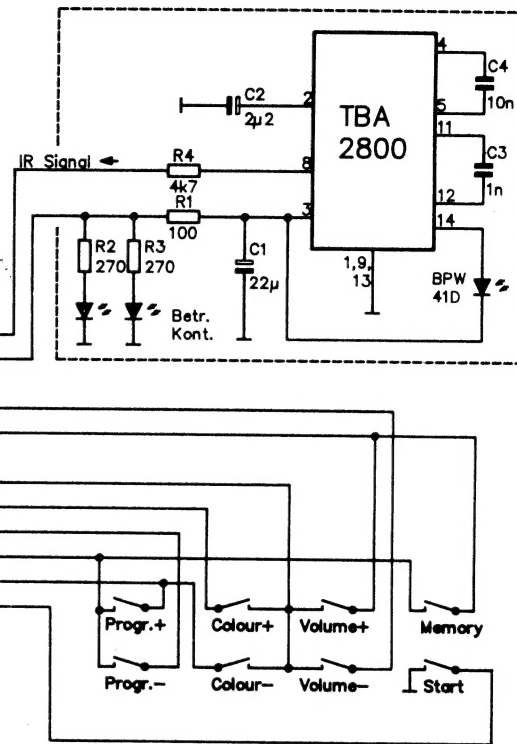 4
C4
10n
5
C2
2µ2
2
TBA
2800
11
C3
1n
12
IR Signal
R4
4k7
8
R1
100
3
14
R2
270
R3
270
C1
22µ
1,9,
13
BPW
41D
Betr.
Kont.
Progr.+
Colour+
Volume+
Memory
Progr.-
Colour-
Volume-
Start